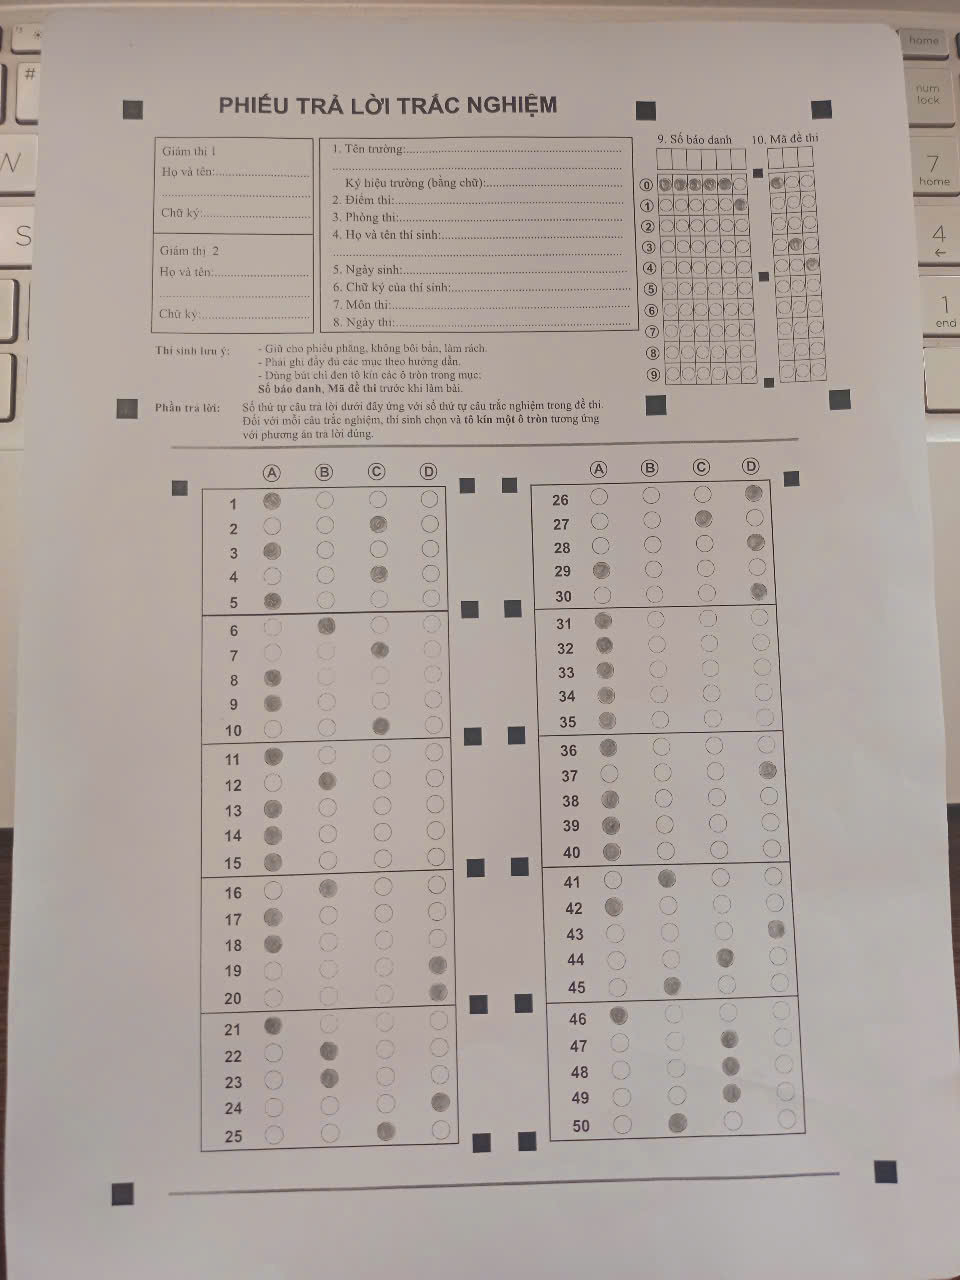 home
#
num
lock
W
7
home
S
4
←
1
end
PHIẾU TRẢ LỜI TRẮC NGHIỆM
Giám thị 1
Họ và tên:
Chữ ký:
Giám thị 2
Họ và tên:
Chữ ký:
1. Tên trường:
Ký hiệu trường (bằng chữ):
2. Điểm thi:
3. Phòng thi:
4. Họ và tên thí sinh:
5. Ngày sinh:
6. Chữ ký của thí sinh:
7. Môn thi:
8. Ngày thi:
9. Số báo danh
10. Mã đề thi
0
1
2
3
4
5
6
7
8
9
Thí sinh lưu ý:
- Giữ cho phiếu phẳng, không bôi bẩn, làm rách.
- Phải ghi đầy đủ các mục theo hướng dẫn.
- Dùng bút chì đen tô kín các ô tròn trong mục:
Số báo danh, Mã đề thi trước khi làm bài.
Phần trả lời:
Số thứ tự câu trả lời dưới đây ứng với số thứ tự câu trắc nghiệm trong đề thi.
Đối với mỗi câu trắc nghiệm, thí sinh chọn và tô kín một ô tròn tương ứng
với phương án trả lời đúng.
A B C D
1
2
3
4
5
6
7
8
9
10
11
12
13
14
15
16
17
18
19
20
21
22
23
24
25
A B C D
26
27
28
29
30
31
32
33
34
35
36
37
38
39
40
41
42
43
44
45
46
47
48
49
50